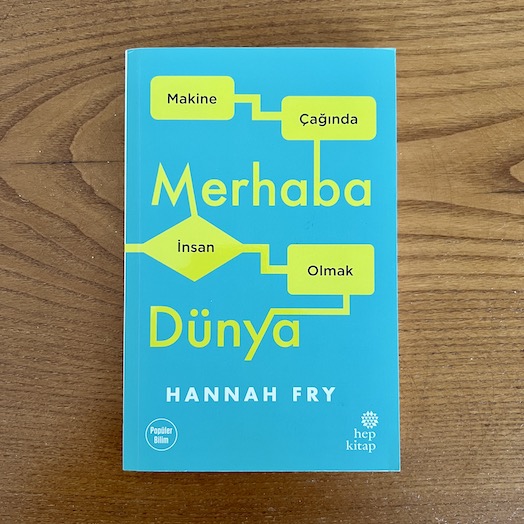 Makine
Çağında
Merhaba
İnsan
Olmak
Dünya
HANNAH FRY
Popüler
Bilim
hep
kitap